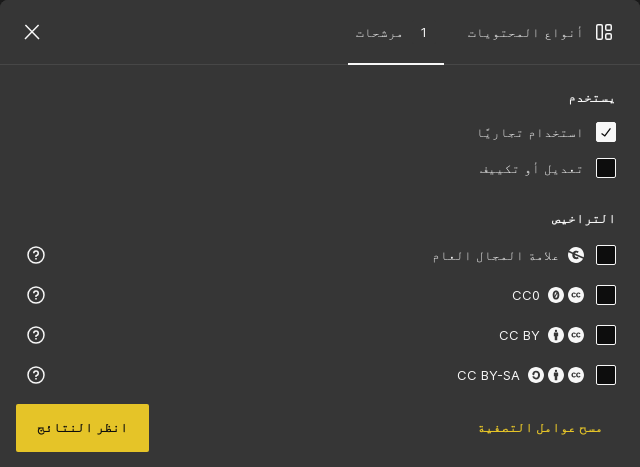 أنواع المحتويات
1 مرشحات
يستخدم
استخدام تجاريًا
تعديل أو تكييف
التراخيص
علامة المجال العام
CC0
CC BY
CC BY-SA
مسح عوامل التصفية
انظر النتائج